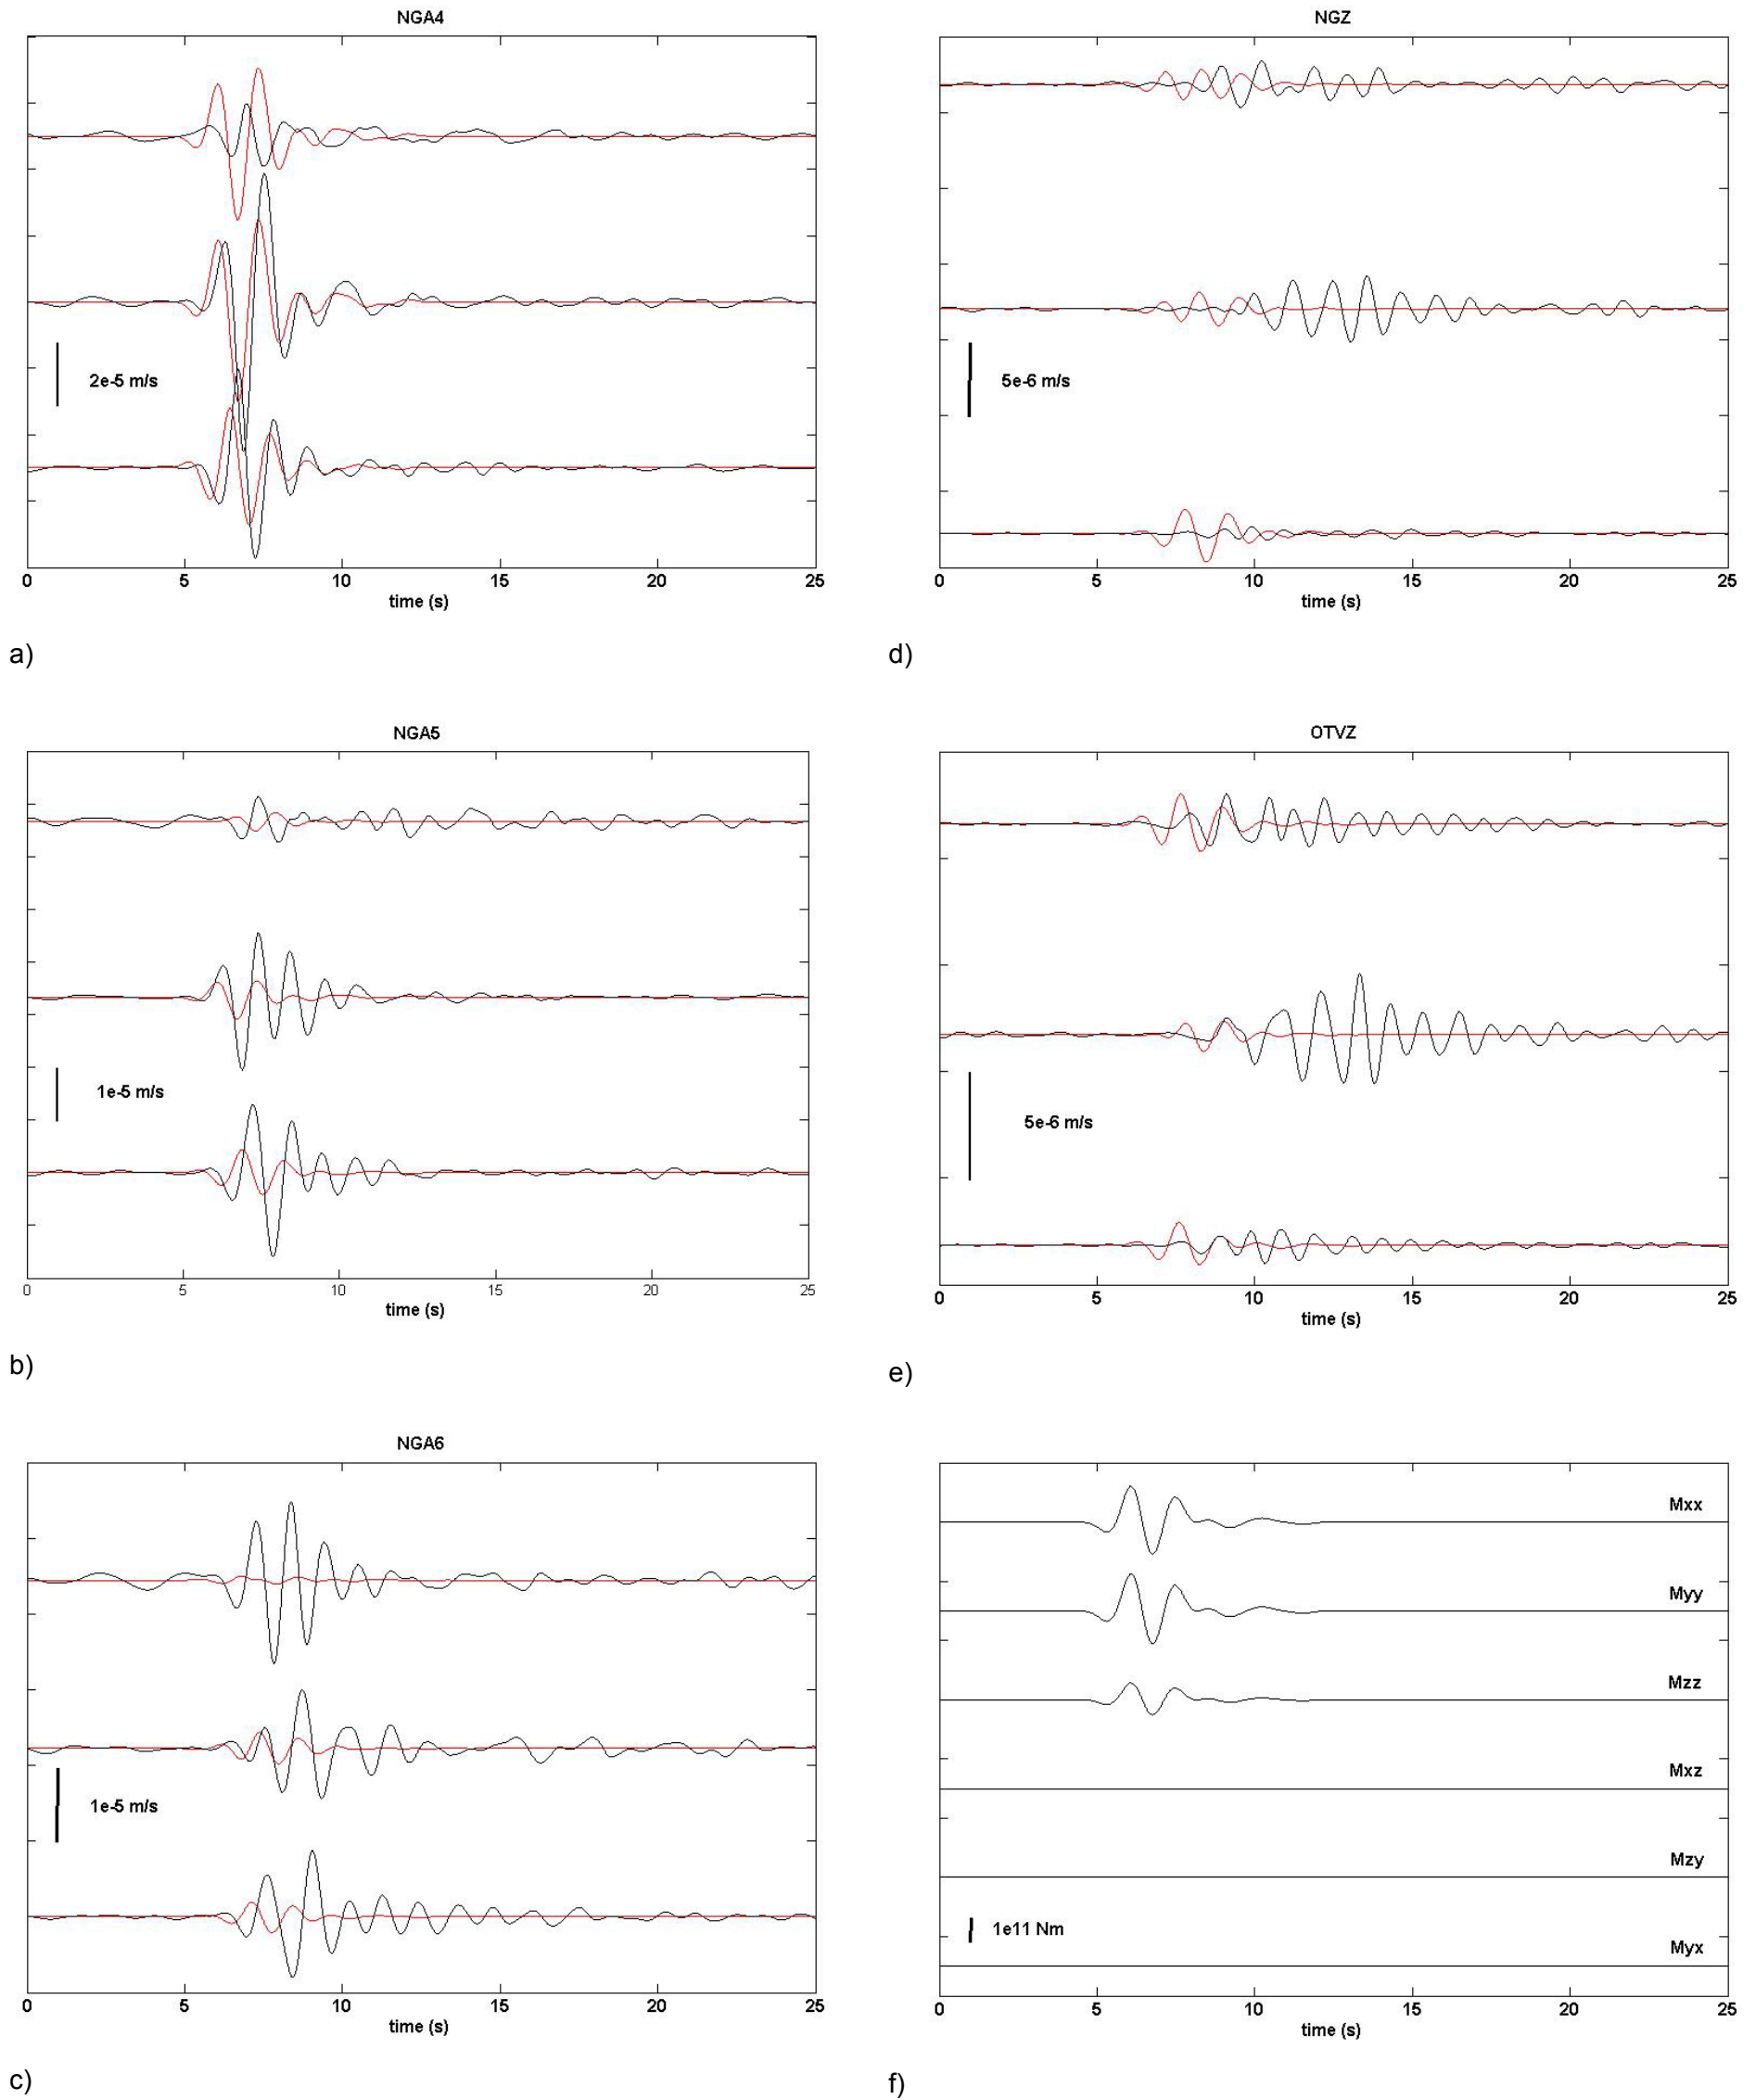 NGA4
2e-5 m/s
0 5 10 15 20 25
time (s)
a)
NGA5
1e-5 m/s
0 5 10 15 20 25
time (s)
b)
NGA6
1e-5 m/s
0 5 10 15 20 25
time (s)
c)
NGZ
5e-6 m/s
0 5 10 15 20 25
time (s)
d)
OTVZ
5e-6 m/s
0 5 10 15 20 25
time (s)
e)
Mxx
Myy
Mzz
Mxz
Mzy
1e11 Nm
Myx
0 5 10 15 20 25
time (s)
f)